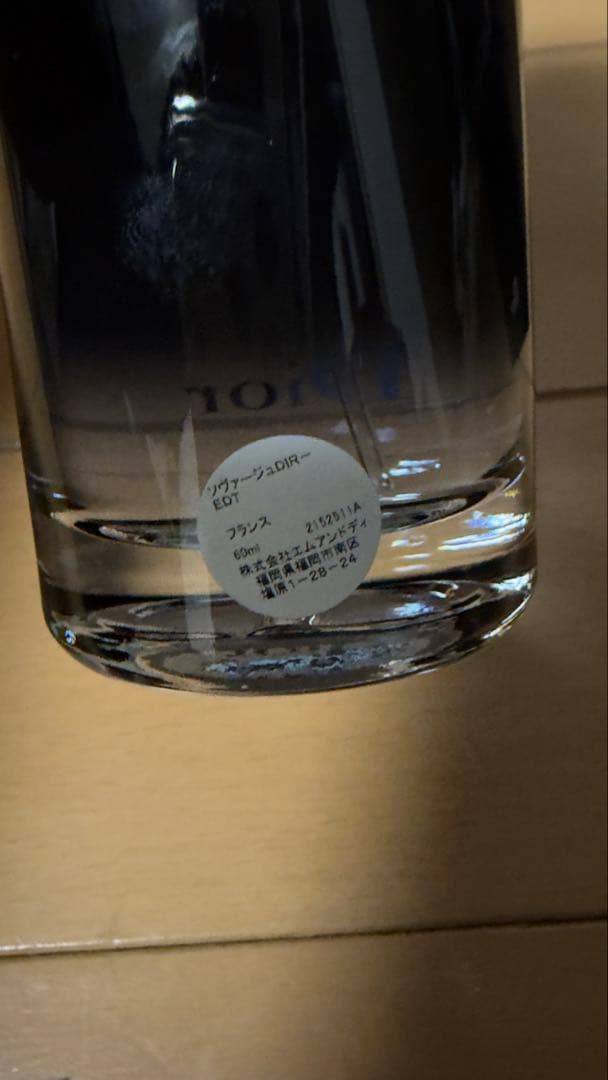 Dior
ソヴァージュDIRー
EDT
フランス
60ml 2152511A
株式会社エムアンドディ
福岡県福岡市南区
塩原1-28-24